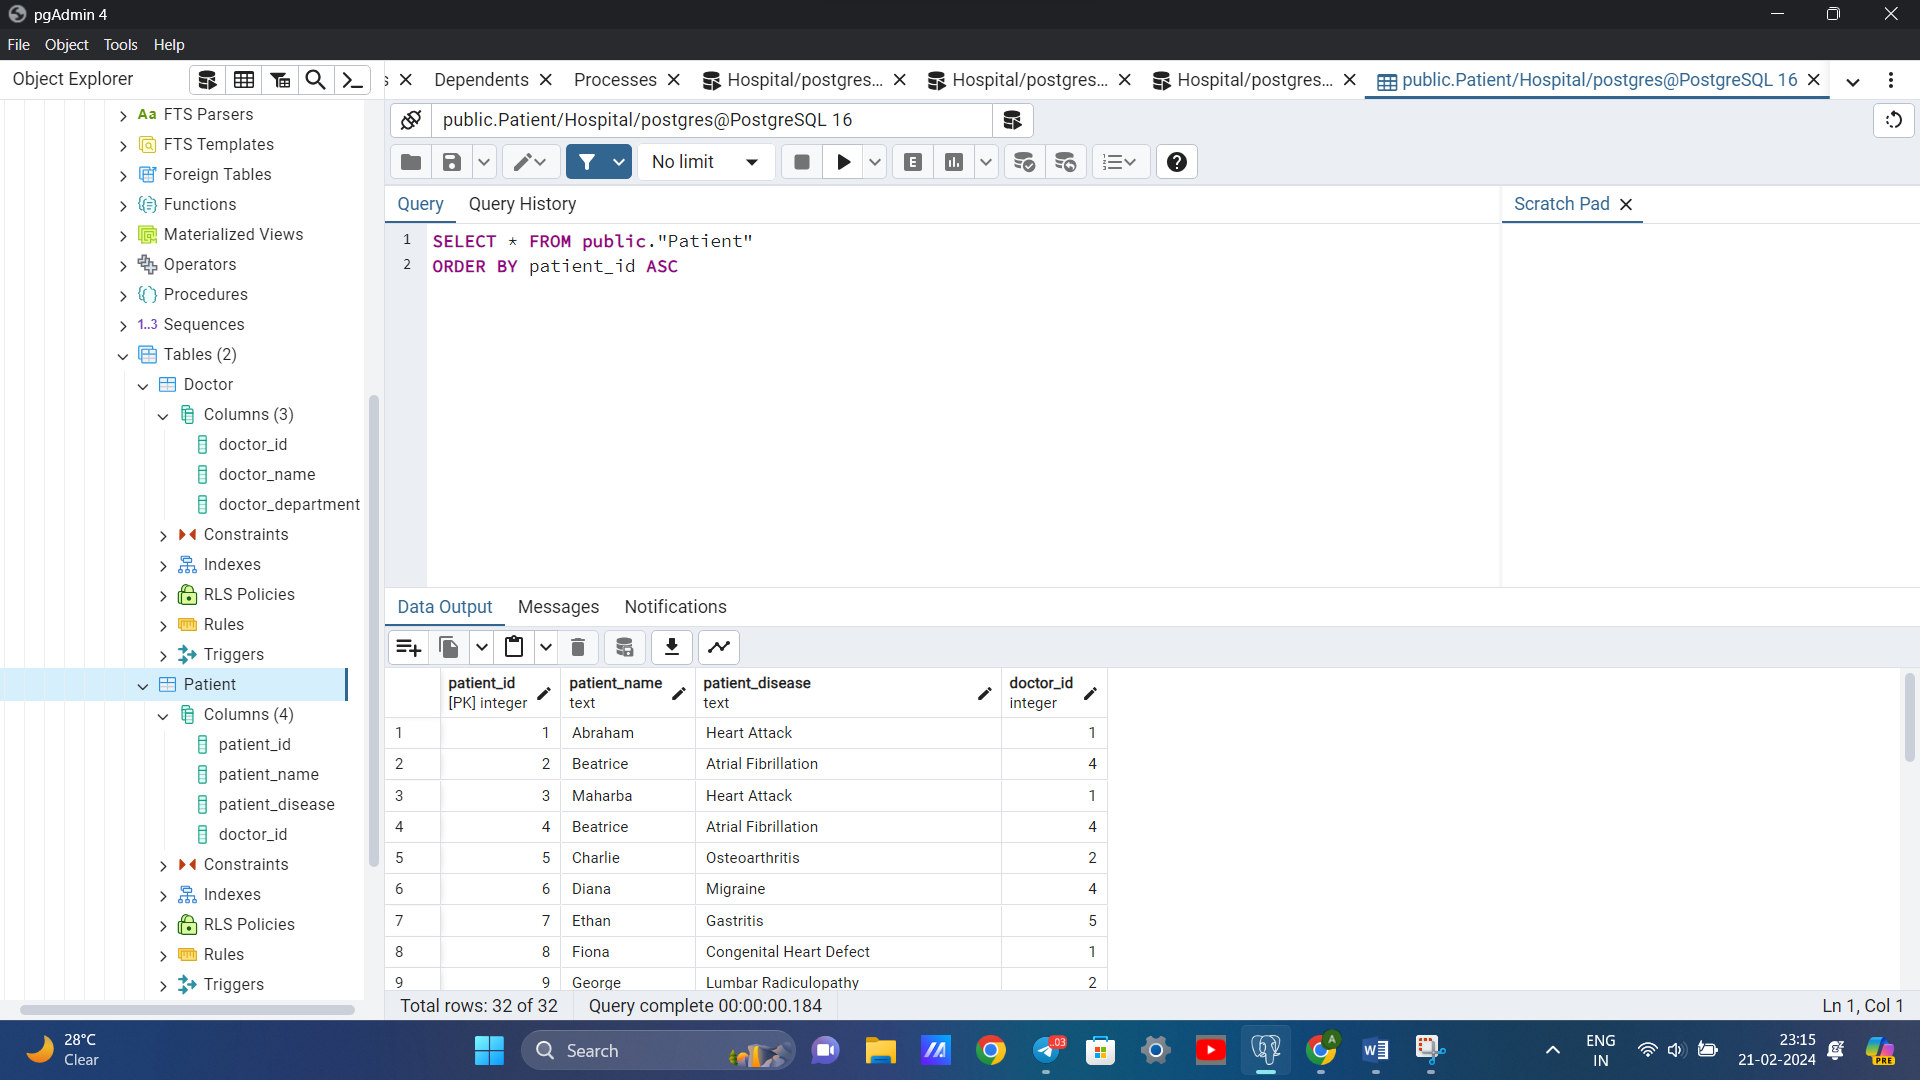 pgAdmin 4
File Object Tools Help
Object Explorer
s Dependents Processes Hospital/postgres... Hospital/postgres... Hospital/postgres... public.Patient/Hospital/postgres@PostgreSQL 16
public.Patient/Hospital/postgres@PostgreSQL 16
No limit
E
Query Query History
Scratch Pad
1 SELECT * FROM public."Patient"
2 ORDER BY patient_id ASC
Aa FTS Parsers
FTS Templates
Foreign Tables
Functions
Materialized Views
Operators
Procedures
1..3 Sequences
Tables (2)
Doctor
Columns (3)
doctor_id
doctor_name
doctor_department
Constraints
Indexes
RLS Policies
Rules
Triggers
Patient
Columns (4)
patient_id
patient_name
patient_disease
doctor_id
Constraints
Indexes
RLS Policies
Rules
Triggers
Data Output Messages Notifications
patient_id patient_name patient_disease doctor_id
[PK] integer text text integer
1 1 Abraham Heart Attack 1
2 2 Beatrice Atrial Fibrillation 4
3 3 Maharba Heart Attack 1
4 4 Beatrice Atrial Fibrillation 4
5 5 Charlie Osteoarthritis 2
6 6 Diana Migraine 4
7 7 Ethan Gastritis 5
8 8 Fiona Congenital Heart Defect 1
9 9 George Lumbar Radiculopathy 2
Total rows: 32 of 32 Query complete 00:00:00.184
Ln 1, Col 1
28°C
Clear
Search
..03
A
W
PRE
ENG
IN
23:15
21-02-2024